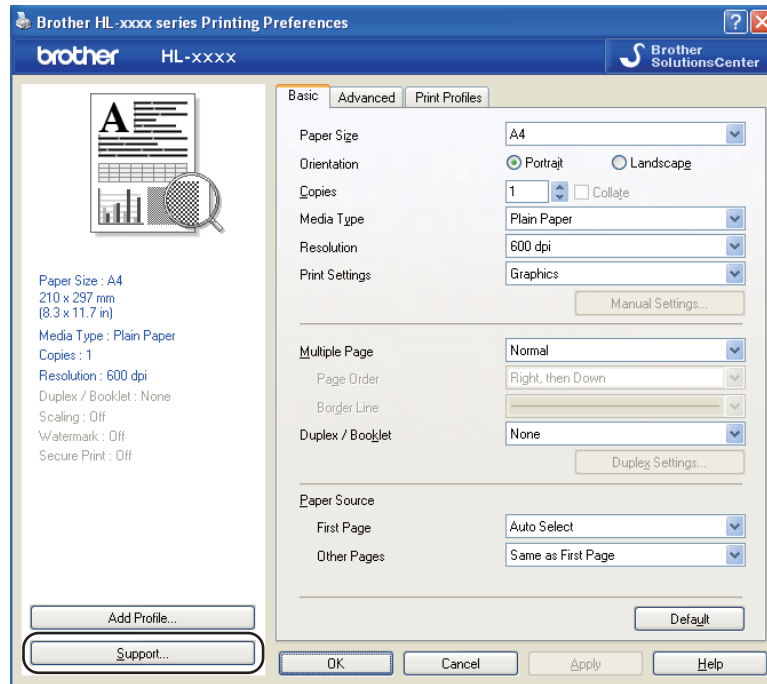 Brother HL-xxxx series Printing Preferences
brother HL-xxxx
Brother
SolutionsCenter
A
Paper Size : A4
210 x 297 mm
(8.3 x 11.7 in)
Media Type : Plain Paper
Copies : 1
Resolution : 600 dpi
Duplex / Booklet : None
Scaling : Off
Watermark : Off
Secure Print : Off
Add Profile...
Support...
Basic Advanced Print Profiles
Paper Size A4
Orientation Portrait Landscape
Copies 1 Collate
Media Type Plain Paper
Resolution 600 dpi
Print Settings Graphics
Manual Settings...
Multiple Page Normal
Page Order Right, then Down
Border Line
Duplex / Booklet None
Duplex Settings...
Paper Source
First Page Auto Select
Other Pages Same as First Page
Default
OK Cancel Apply Help